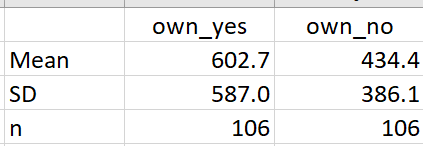 own_yes own_no
Mean 602.7 434.4
SD 587.0 386.1
n 106 106